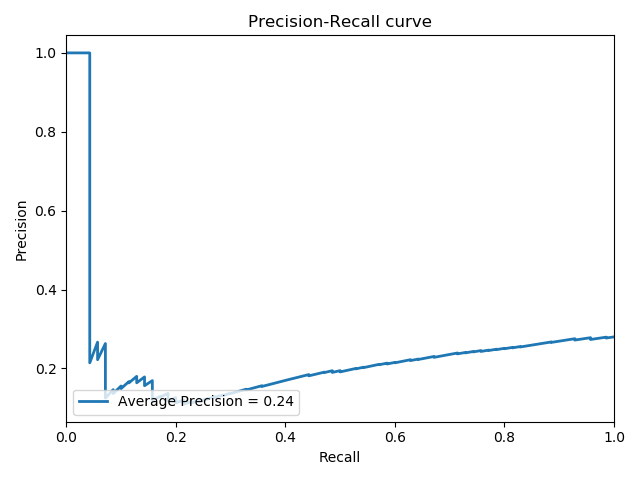 Precision-Recall curve
Precision
1.0
0.8
0.6
0.4
0.2
Average Precision = 0.24
0.0 0.2 0.4 0.6 0.8 1.0
Recall